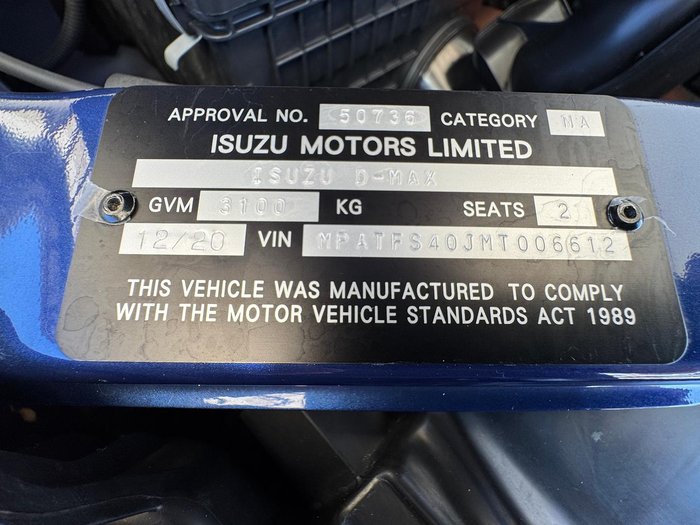 APPROVAL NO. 50736 CATEGORY NA
ISUZU MOTORS LIMITED
ISUZU D-MAX
GVM 3100 KG SEATS 2
12/20 VIN MPATFS40JMT006612
THIS VEHICLE WAS MANUFACTURED TO COMPLY
WITH THE MOTOR VEHICLE STANDARDS ACT 1989